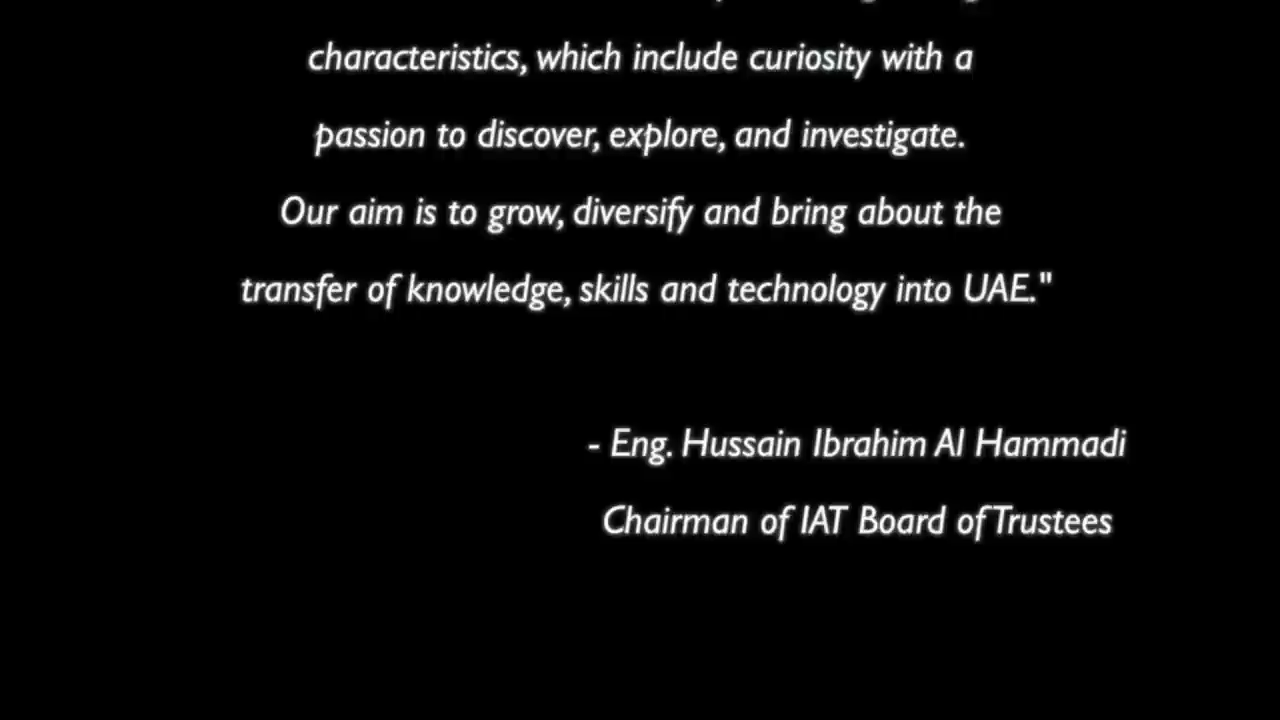 characteristics, which include curiosity with a
passion to discover, explore, and investigate.
Our aim is to grow, diversify and bring about the
transfer of knowledge, skills and technology into UAE."
- Eng. Hussain Ibrahim Al Hammadi
Chairman of IAT Board of Trustees